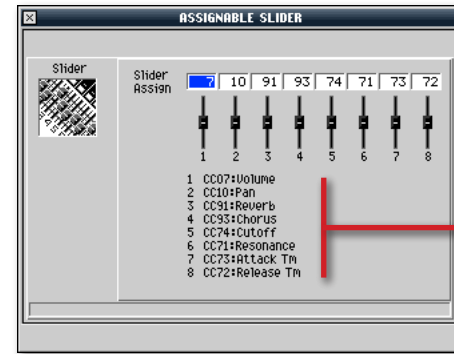 ASSIGNABLE SLIDER
Slider
Slider Assign 7 10 91 93 74 71 73 72
1 2 3 4 5 6 7 8
1 CC07:Volume
2 CC10:Pan
3 CC91:Reverb
4 CC93:Chorus
5 CC74:Cutoff
6 CC71:Resonance
7 CC73:Attack Tm
8 CC72:Release Tm